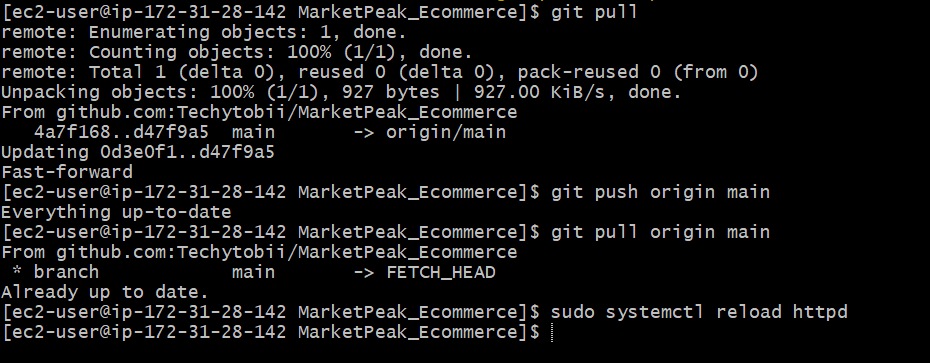 [ec2-user@ip-172-31-28-142 MarketPeak_Ecommerce]$ git pull
remote: Enumerating objects: 1, done.
remote: Counting objects: 100% (1/1), done.
remote: Total 1 (delta 0), reused 0 (delta 0), pack-reused 0 (from 0)
Unpacking objects: 100% (1/1), 927 bytes | 927.00 KiB/s, done.
From github.com:Techytobii/MarketPeak_Ecommerce
   4a7f168..d47f9a5  main       -> origin/main
Updating 0d3e0f1..d47f9a5
Fast-forward
[ec2-user@ip-172-31-28-142 MarketPeak_Ecommerce]$ git push origin main
Everything up-to-date
[ec2-user@ip-172-31-28-142 MarketPeak_Ecommerce]$ git pull origin main
From github.com:Techytobii/MarketPeak_Ecommerce
 * branch            main       -> FETCH_HEAD
Already up to date.
[ec2-user@ip-172-31-28-142 MarketPeak_Ecommerce]$ sudo systemctl reload httpd
[ec2-user@ip-172-31-28-142 MarketPeak_Ecommerce]$